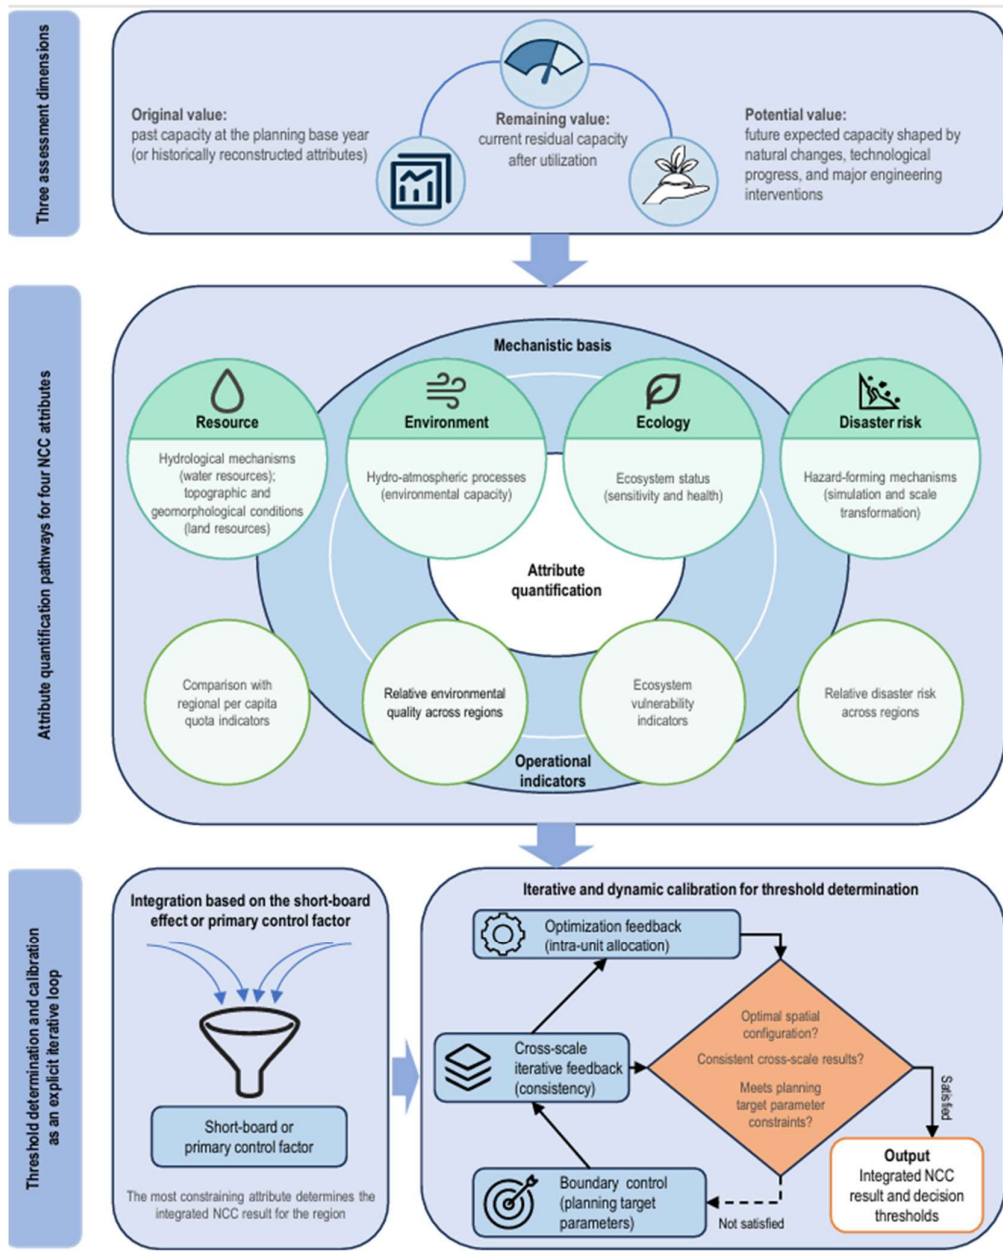 Three assessment dimensions
Original value:
past capacity at the planning base year
(or historically reconstructed attributes)
Remaining value:
current residual capacity
after utilization
Potential value:
future expected capacity shaped by
natural changes, technological
progress, and major engineering
interventions
Attribute quantification pathways for four NCC attributes
Mechanistic basis
Resource
Hydrological mechanisms
(water resources);
topographic and
geomorphological conditions
(land resources)
Environment
Hydro-atmospheric processes
(environmental capacity)
Ecology
Ecosystem status
(sensitivity and health)
Disaster risk
Hazard-forming mechanisms
(simulation and scale
transformation)
Attribute
quantification
Comparison with
regional per capita
quota indicators
Relative environmental
quality across regions
Ecosystem
vulnerability
indicators
Relative disaster risk
across regions
Operational
indicators
Threshold determination and calibration
as an explicit iterative loop
Integration based on the short-board
effect or primary control factor
Short-board or
primary control factor
The most constraining attribute determines the
integrated NCC result for the region
Iterative and dynamic calibration for threshold determination
Optimization feedback
(intra-unit allocation)
Cross-scale
iterative feedback
(consistency)
Boundary control
(planning target
parameters)
Optimal spatial
configuration?
Consistent cross-scale results?
Meets planning
target parameter
constraints?
Satisfied
Not satisfied
Output
Integrated NCC
result and decision
thresholds